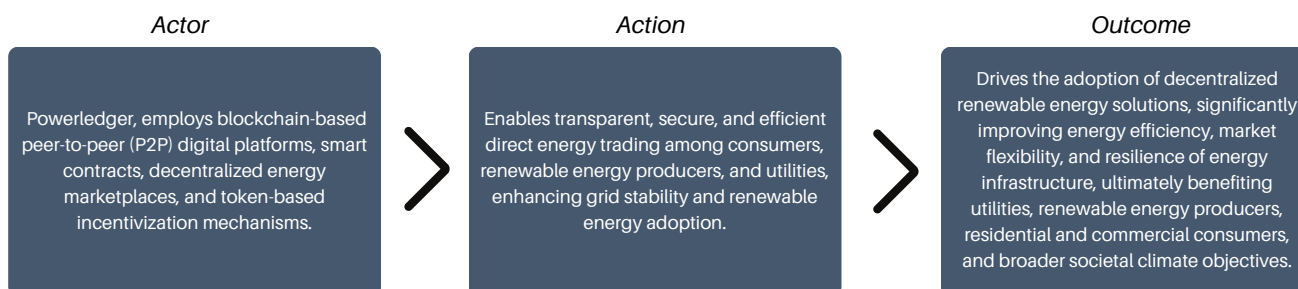 Actor
Powerledger, employs blockchain-based
peer-to-peer (P2P) digital platforms, smart
contracts, decentralized energy
marketplaces, and token-based
incentivization mechanisms.
Action
Enables transparent, secure, and efficient
direct energy trading among consumers,
renewable energy producers, and utilities,
enhancing grid stability and renewable
energy adoption.
Outcome
Drives the adoption of decentralized
renewable energy solutions, significantly
improving energy efficiency, market
flexibility, and resilience of energy
infrastructure, ultimately benefiting
utilities, renewable energy producers,
residential and commercial consumers,
and broader societal climate objectives.